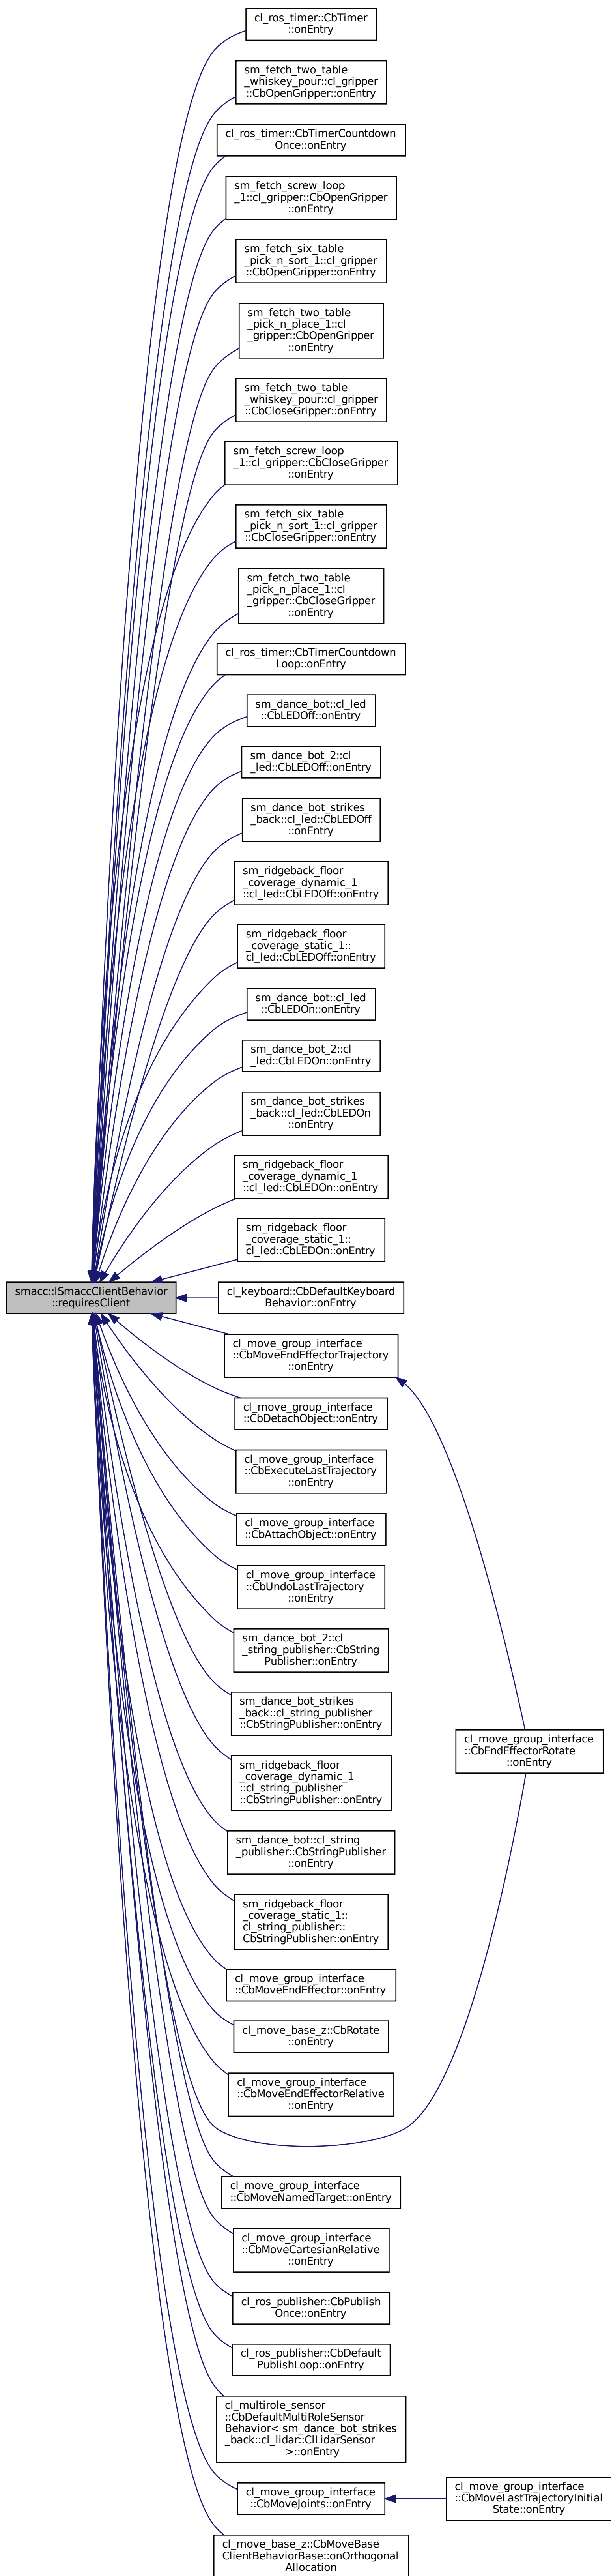 cl_ros_timer::CbTimer
::onEntry
sm_fetch_two_table
_whiskey_pour::cl_gripper
::CbOpenGripper::onEntry
cl_ros_timer::CbTimerCountdown
Once::onEntry
sm_fetch_screw_loop
_1::cl_gripper::CbOpenGripper
::onEntry
sm_fetch_six_table
_pick_n_sort_1::cl_gripper
::CbOpenGripper::onEntry
sm_fetch_two_table
_pick_n_place_1::cl
_gripper::CbOpenGripper
::onEntry
sm_fetch_two_table
_whiskey_pour::cl_gripper
::CbCloseGripper::onEntry
sm_fetch_screw_loop
_1::cl_gripper::CbCloseGripper
::onEntry
sm_fetch_six_table
_pick_n_sort_1::cl_gripper
::CbCloseGripper::onEntry
sm_fetch_two_table
_pick_n_place_1::cl
_gripper::CbCloseGripper
::onEntry
cl_ros_timer::CbTimerCountdown
Loop::onEntry
sm_dance_bot::cl_led
::CbLEDOff::onEntry
sm_dance_bot_2::cl
_led::CbLEDOff::onEntry
sm_dance_bot_strikes
_back::cl_led::CbLEDOff
::onEntry
sm_ridgeback_floor
_coverage_dynamic_1
::cl_led::CbLEDOff::onEntry
sm_ridgeback_floor
_coverage_static_1::
cl_led::CbLEDOff::onEntry
sm_dance_bot::cl_led
::CbLEDOn::onEntry
sm_dance_bot_2::cl
_led::CbLEDOn::onEntry
sm_dance_bot_strikes
_back::cl_led::CbLEDOn
::onEntry
sm_ridgeback_floor
_coverage_dynamic_1
::cl_led::CbLEDOn::onEntry
sm_ridgeback_floor
_coverage_static_1::
cl_led::CbLEDOn::onEntry
smacc::ISmaccClientBehavior
::requiresClient
cl_keyboard::CbDefaultKeyboard
Behavior::onEntry
cl_move_group_interface
::CbMoveEndEffectorTrajectory
::onEntry
cl_move_group_interface
::CbDetachObject::onEntry
cl_move_group_interface
::CbExecuteLastTrajectory
::onEntry
cl_move_group_interface
::CbAttachObject::onEntry
cl_move_group_interface
::CbUndoLastTrajectory
::onEntry
sm_dance_bot_2::cl
_string_publisher::CbString
Publisher::onEntry
sm_dance_bot_strikes
_back::cl_string_publisher
::CbStringPublisher::onEntry
cl_move_group_interface
::CbEndEffectorRotate
::onEntry
sm_ridgeback_floor
_coverage_dynamic_1
::cl_string_publisher
::CbStringPublisher::onEntry
sm_dance_bot::cl_string
_publisher::CbStringPublisher
::onEntry
sm_ridgeback_floor
_coverage_static_1::
cl_string_publisher::
CbStringPublisher::onEntry
cl_move_group_interface
::CbMoveEndEffector::onEntry
cl_move_base_z::CbRotate
::onEntry
cl_move_group_interface
::CbMoveEndEffectorRelative
::onEntry
cl_move_group_interface
::CbMoveNamedTarget::onEntry
cl_move_group_interface
::CbMoveCartesianRelative
::onEntry
cl_ros_publisher::CbPublish
Once::onEntry
cl_ros_publisher::CbDefault
PublishLoop::onEntry
cl_multirole_sensor
::CbDefaultMultiRoleSensor
Behavior< sm_dance_bot_strikes
_back::cl_lidar::ClLidarSensor
>::onEntry
cl_move_group_interface
::CbMoveJoints::onEntry
cl_move_group_interface
::CbMoveLastTrajectoryInitial
State::onEntry
cl_move_base_z::CbMoveBase
ClientBehaviorBase::onOrthogonal
Allocation